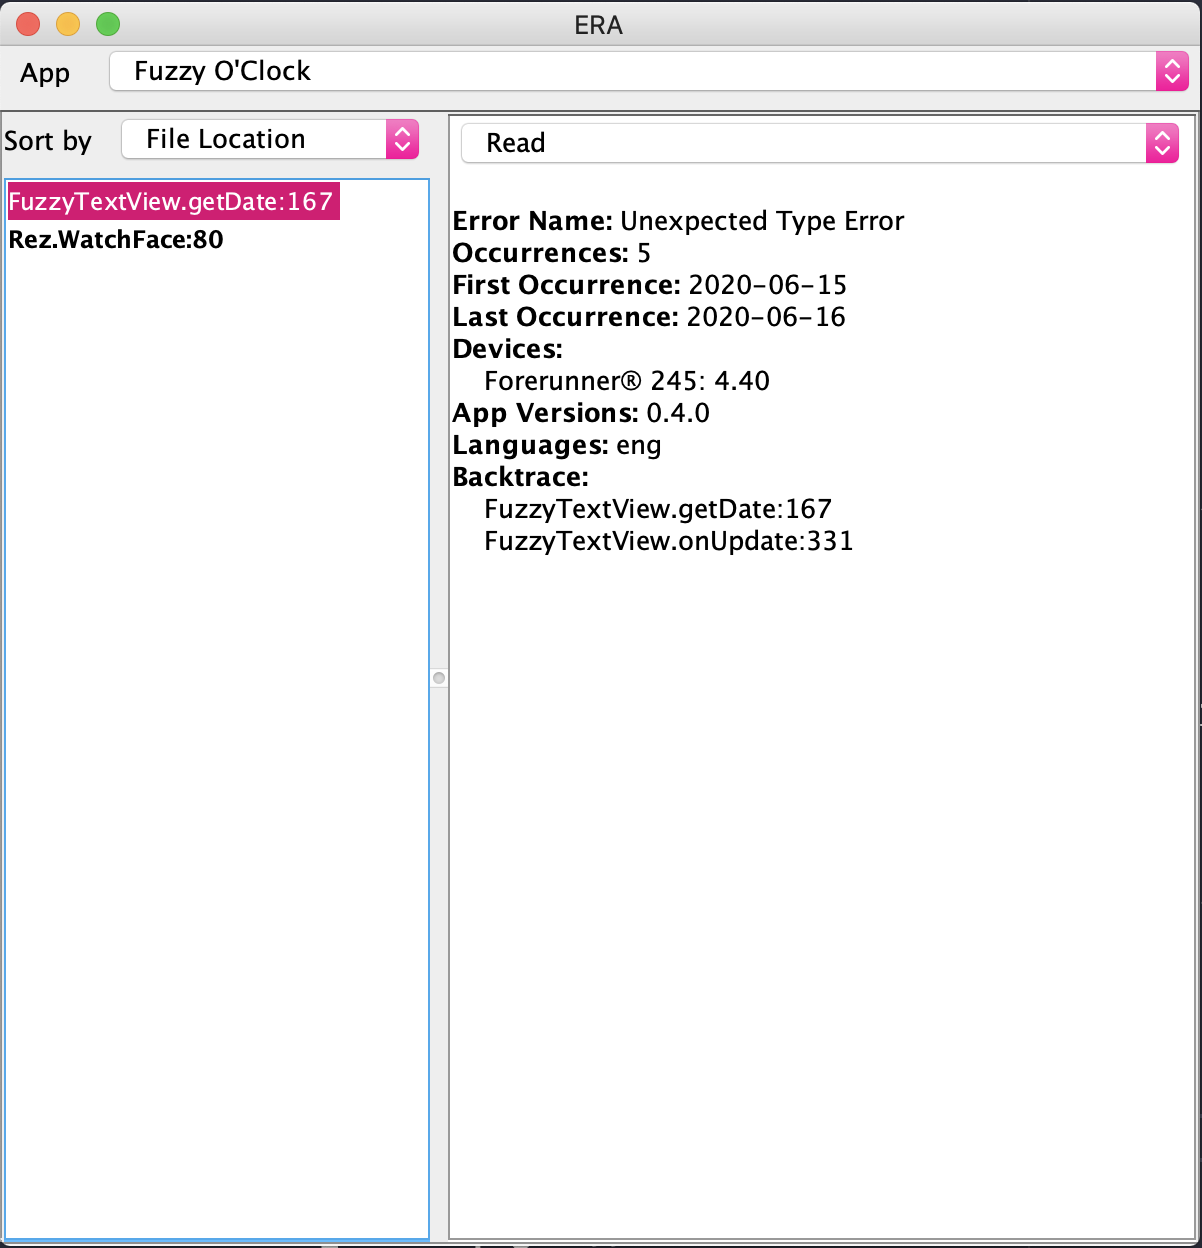 ERA
App Fuzzy O'Clock
Sort by File Location
FuzzyTextView.getDate:167
Rez.WatchFace:80
Read
Error Name: Unexpected Type Error
Occurrences: 5
First Occurrence: 2020-06-15
Last Occurrence: 2020-06-16
Devices:
Forerunner® 245: 4.40
App Versions: 0.4.0
Languages: eng
Backtrace:
FuzzyTextView.getDate:167
FuzzyTextView.onUpdate:331